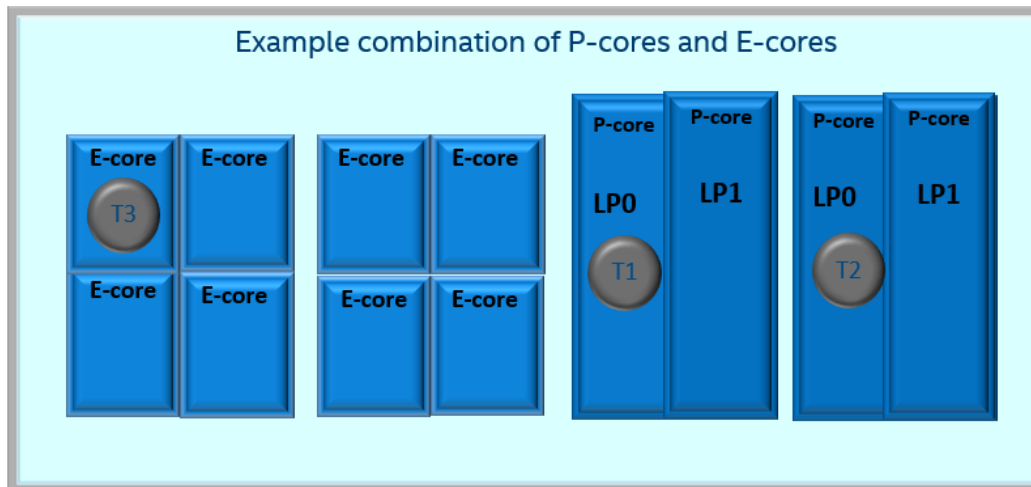 Example combination of P-cores and E-cores
E-core
E-core
T3
E-core
E-core
E-core
E-core
E-core
E-core
P-core
LP0
T1
P-core
LP1
P-core
LP0
T2
P-core
LP1